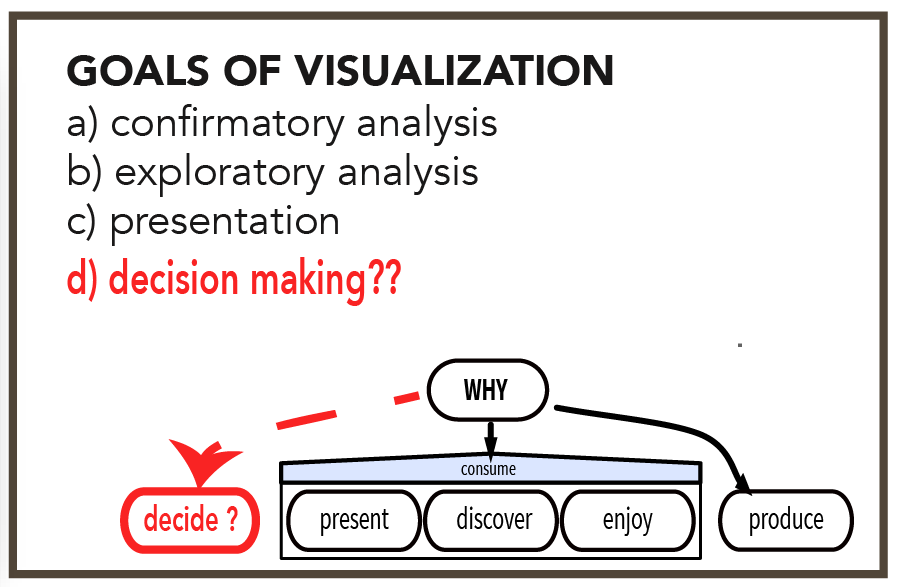 GOALS OF VISUALIZATION
a) confirmatory analysis
b) exploratory analysis
c) presentation
d) decision making??
WHY
consume
decide ?
present
discover
enjoy
produce